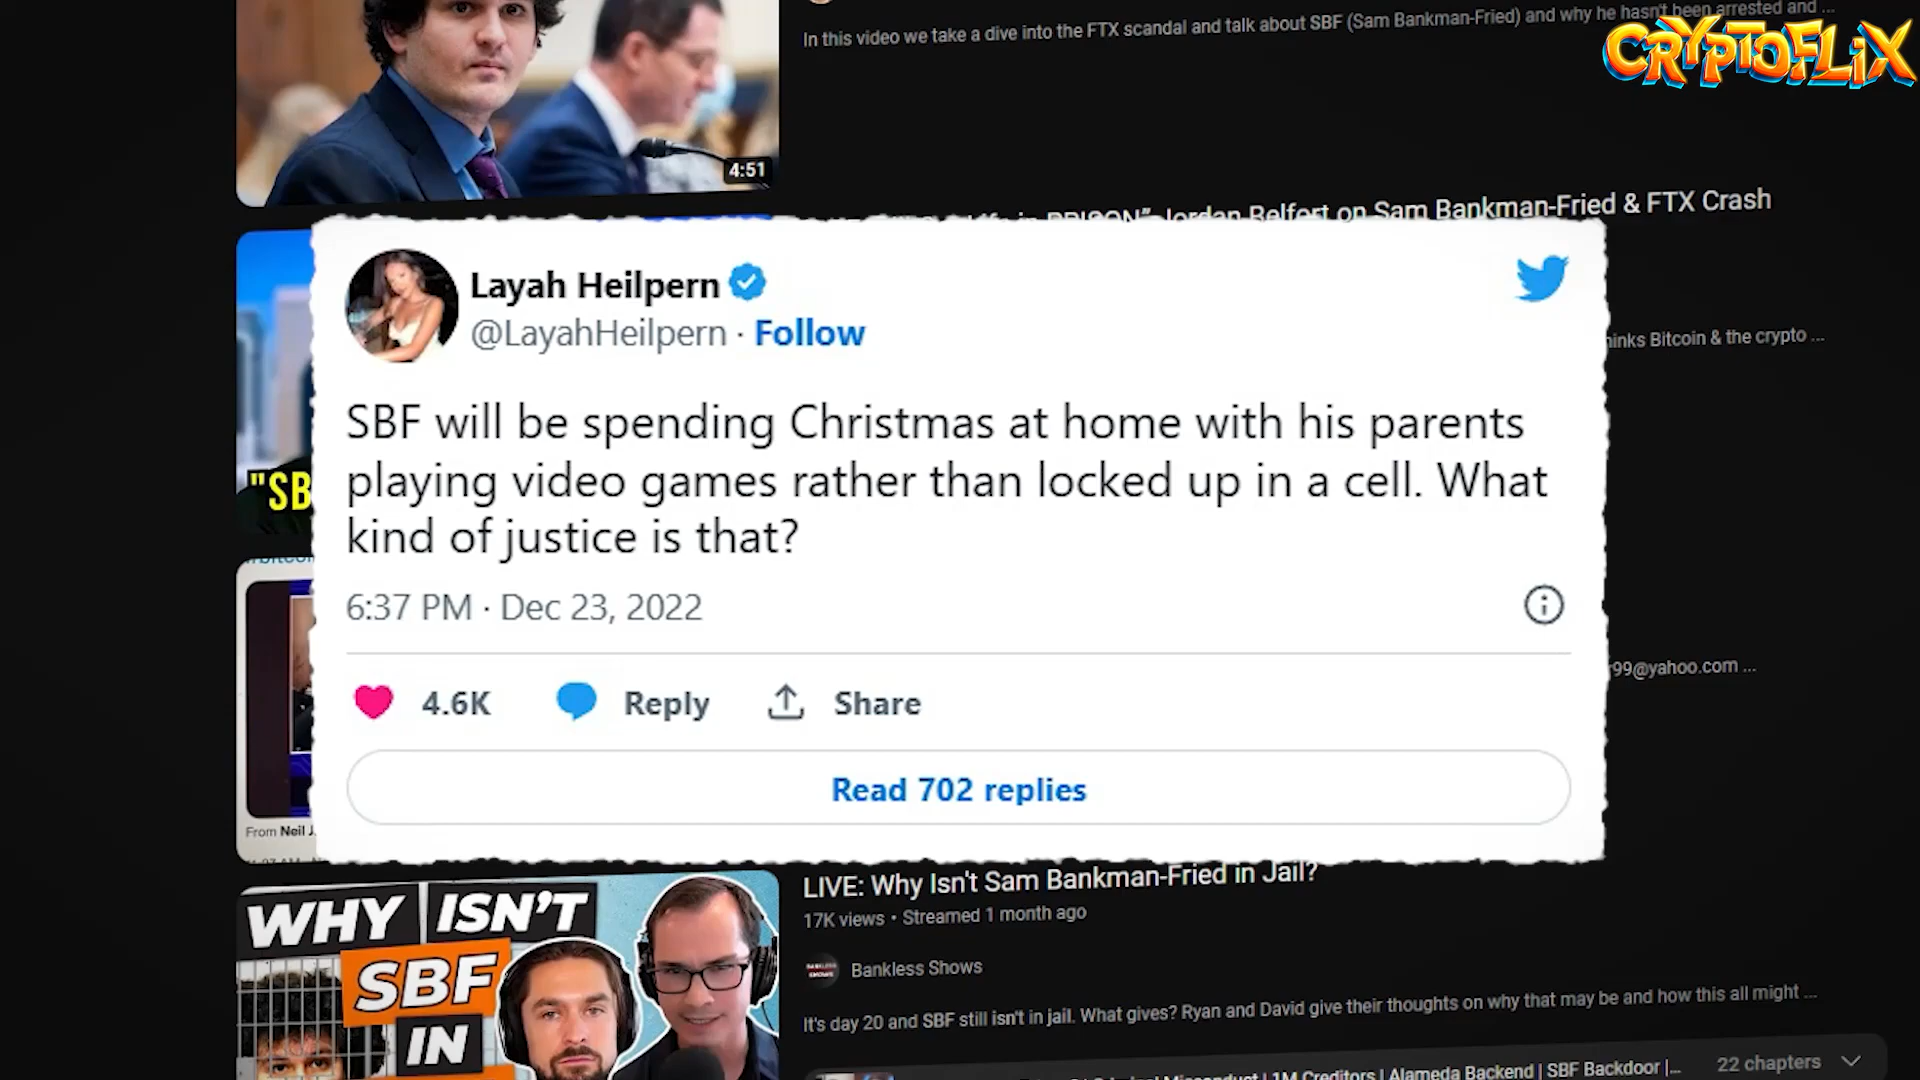 In this video we take a dive into the FTX scandal and talk about SBF (Sam Bankman-Fried) and why he hasn't been arrested and ...
CRYPTOFLIX
4:51
in PRISON" Jordan Belfort on Sam Bankman-Fried & FTX Crash
Layah Heilpern
@LayahHeilpern · Follow
hinks Bitcoin & the crypto ...
SBF will be spending Christmas at home with his parents
playing video games rather than locked up in a cell. What
kind of justice is that?
"SB
6:37 PM · Dec 23, 2022
99@yahoo.com ...
4.6K Reply Share
Read 702 replies
From Neil J.
LIVE: Why Isn't Sam Bankman-Fried in Jail?
17K views • Streamed 1 month ago
Bankless Shows
It's day 20 and SBF still isn't in jail. What gives? Ryan and David give their thoughts on why that may be and how this all might ...
WHY ISN'T
SBF
IN
| 1M Creditors | Alameda Backend | SBF Backdoor |...
22 chapters